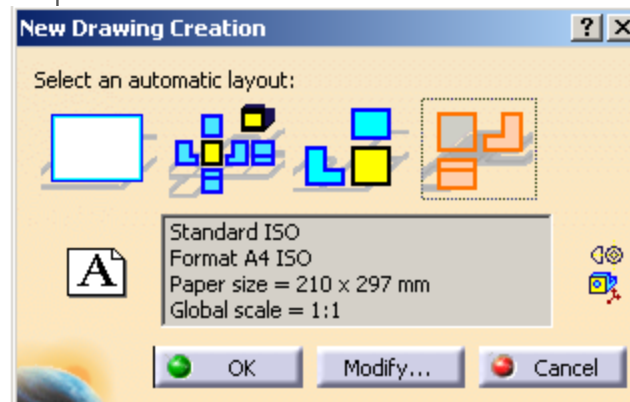 New Drawing Creation
Select an automatic layout:
A
Standard ISO
Format A4 ISO
Paper size = 210 x 297 mm
Global scale = 1:1
OK Modify... Cancel